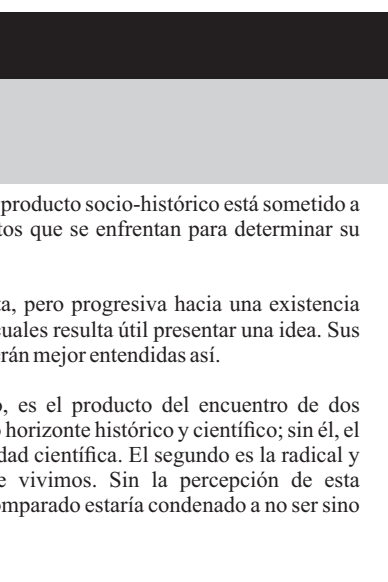 producto socio-histórico está sometido a
tos que se enfrentan para determinar su
ta, pero progresiva hacia una existencia
cuales resulta útil presentar una idea. Sus
erán mejor entendidas así.
o, es el producto del encuentro de dos
o horizonte histórico y científico; sin él, el
dad científica. El segundo es la radical y
e vivimos. Sin la percepción de esta
omparado estaría condenado a no ser sino